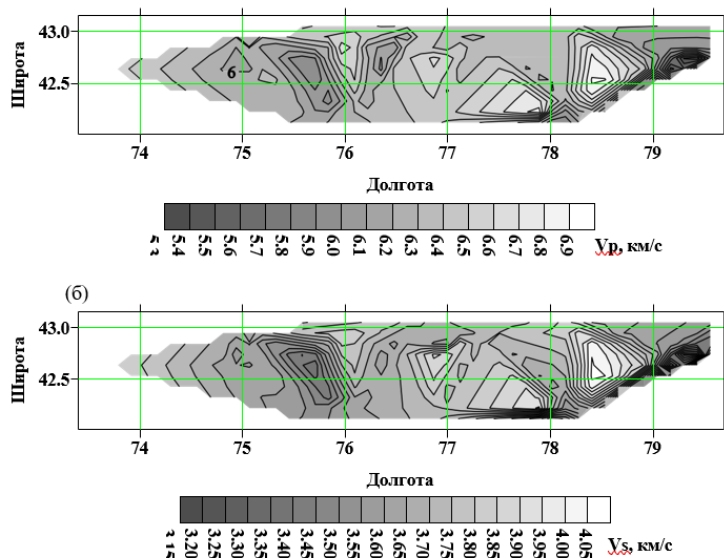 43.0
42.5
Широта
6
74 75 76 77 78 79
Долгота
5.3 5.4 5.5 5.6 5.7 5.8 5.9 6.0 6.1 6.2 6.3 6.4 6.5 6.6 6.7 6.8 6.9 Vp, км/с
(б)
43.0
42.5
Широта
74 75 76 77 78 79
Долгота
3.15 3.20 3.25 3.30 3.35 3.40 3.45 3.50 3.55 3.60 3.65 3.70 3.75 3.80 3.85 3.90 3.95 4.00 4.05 Vs, км/с